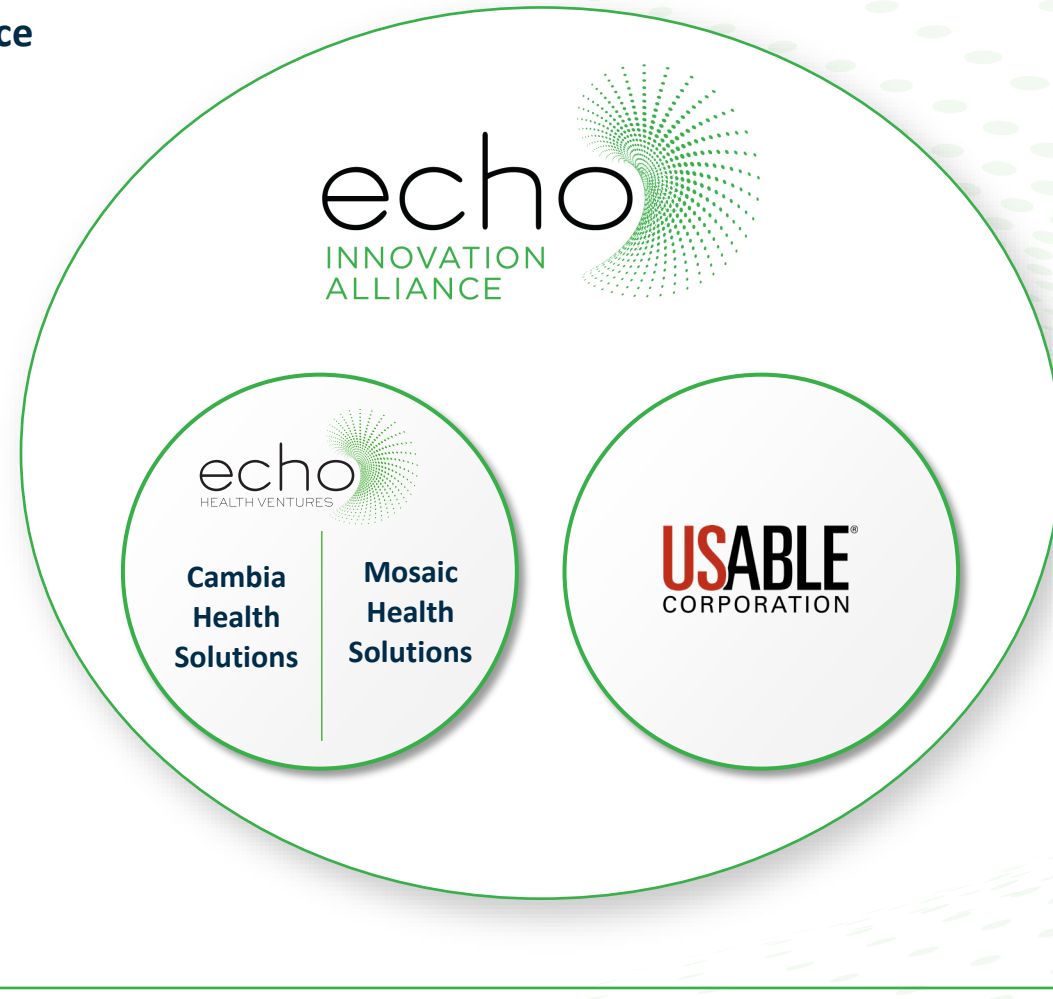 ce
echo
INNOVATION
ALLIANCE
echo
HEALTH VENTURES
Cambia
Health
Solutions
Mosaic
Health
Solutions
USABLE®
CORPORATION